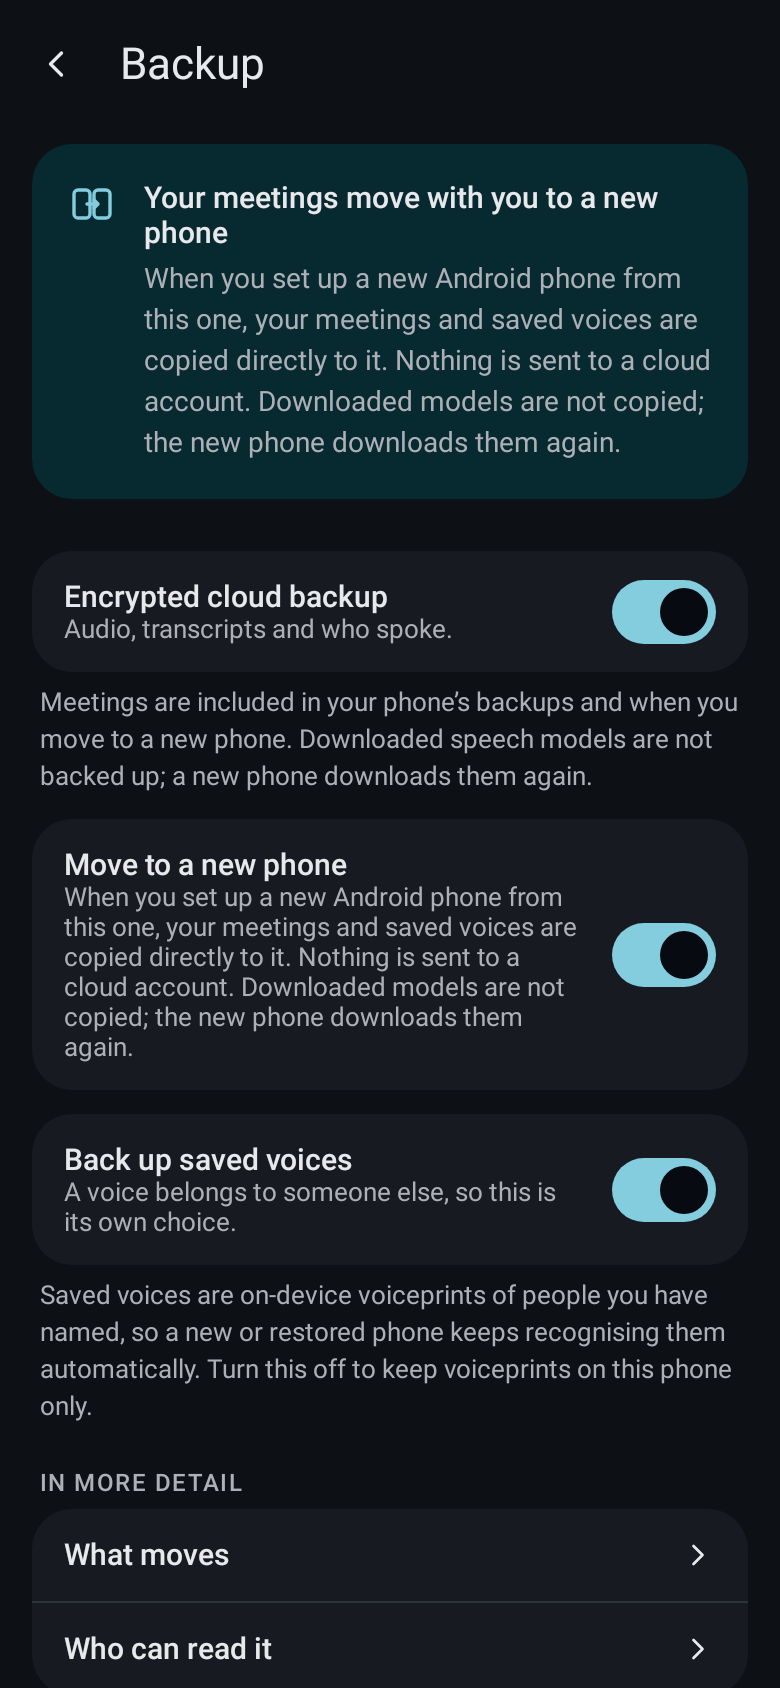 Backup
Your meetings move with you to a new
phone
When you set up a new Android phone from
this one, your meetings and saved voices are
copied directly to it. Nothing is sent to a cloud
account. Downloaded models are not copied;
the new phone downloads them again.
Encrypted cloud backup
Audio, transcripts and who spoke.
Meetings are included in your phone’s backups and when you
move to a new phone. Downloaded speech models are not
backed up; a new phone downloads them again.
Move to a new phone
When you set up a new Android phone from
this one, your meetings and saved voices are
copied directly to it. Nothing is sent to a
cloud account. Downloaded models are not
copied; the new phone downloads them
again.
Back up saved voices
A voice belongs to someone else, so this is
its own choice.
Saved voices are on-device voiceprints of people you have
named, so a new or restored phone keeps recognising them
automatically. Turn this off to keep voiceprints on this phone
only.
IN MORE DETAIL
What moves
Who can read it